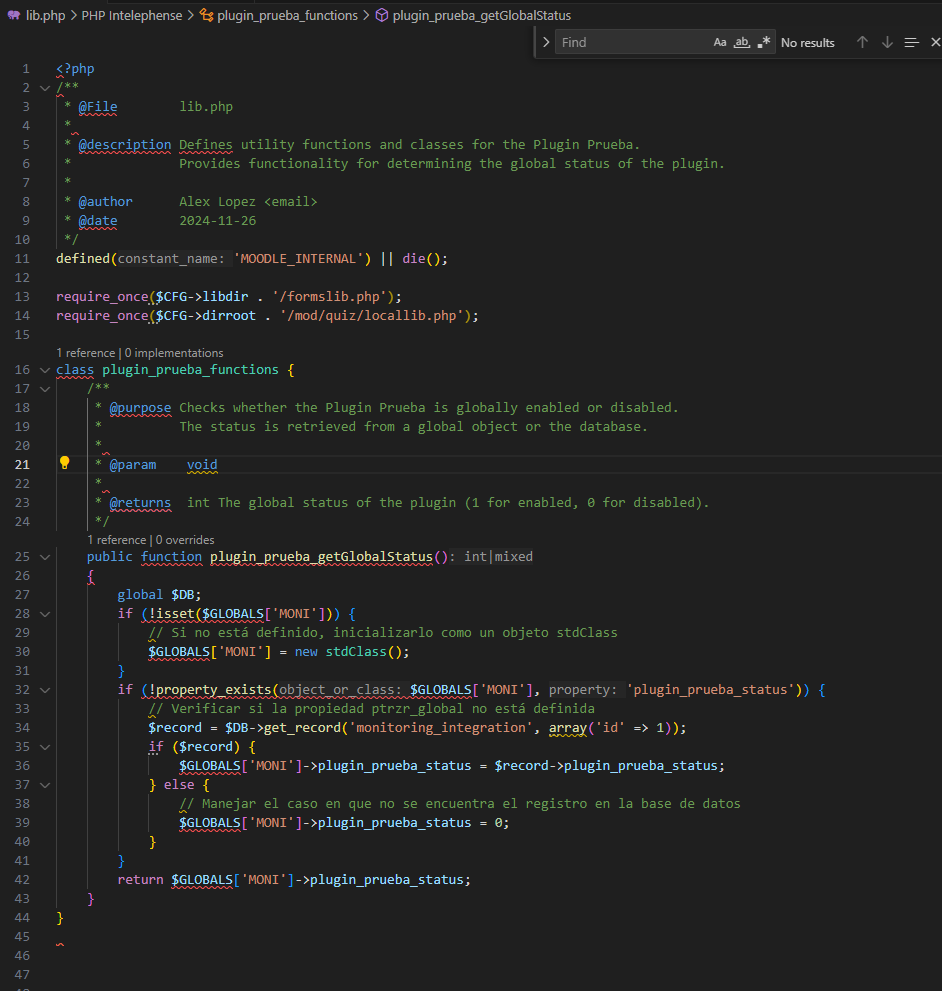 lib.php > PHP Intelephense > plugin_prueba_functions > plugin_prueba_getGlobalStatus
> Find Aa ab .* No results
1 <?php
2 /**
3  * @File        lib.php
4  *
5  * @description Defines utility functions and classes for the Plugin Prueba.
6  *              Provides functionality for determining the global status of the plugin.
7  *
8  * @author      Alex Lopez <email>
9  * @date        2024-11-26
10  */
11 defined(constant_name: 'MOODLE_INTERNAL') || die();
12
13 require_once($CFG->libdir . '/formslib.php');
14 require_once($CFG->dirroot . '/mod/quiz/locallib.php');
15
1 reference | 0 implementations
16 class plugin_prueba_functions {
17     /**
18      * @purpose Checks whether the Plugin Prueba is globally enabled or disabled.
19      *          The status is retrieved from a global object or the database.
20      *
21      * @param    void
22      *
23      * @returns  int The global status of the plugin (1 for enabled, 0 for disabled).
24      */
1 reference | 0 overrides
25     public function plugin_prueba_getGlobalStatus(): int|mixed
26     {
27         global $DB;
28         if (!isset($GLOBALS['MONI'])) {
29             // Si no está definido, inicializarlo como un objeto stdClass
30             $GLOBALS['MONI'] = new stdClass();
31         }
32         if (!property_exists(object_or_class: $GLOBALS['MONI'], property: 'plugin_prueba_status')) {
33             // Verificar si la propiedad ptrzr_global no está definida
34             $record = $DB->get_record('monitoring_integration', array('id' => 1));
35             if ($record) {
36                 $GLOBALS['MONI']->plugin_prueba_status = $record->plugin_prueba_status;
37             } else {
38                 // Manejar el caso en que no se encuentra el registro en la base de datos
39                 $GLOBALS['MONI']->plugin_prueba_status = 0;
40             }
41         }
42         return $GLOBALS['MONI']->plugin_prueba_status;
43     }
44 }
45
46
47